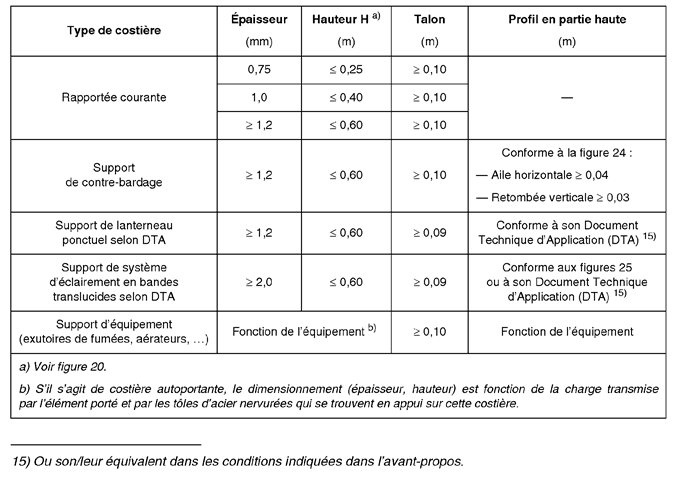 Type de costière
Épaisseur
(mm)
Hauteur H a)
(m)
Talon
(m)
Profil en partie haute
(m)
Rapportée courante
0,75
≤ 0,25
≥ 0,10
1,0
≤ 0,40
≥ 0,10
≥ 1,2
≤ 0,60
≥ 0,10
—
Support
de contre-bardage
≥ 1,2
≤ 0,60
≥ 0,10
Conforme à la figure 24 :
— Aile horizontale ≥ 0,04
— Retombée verticale ≥ 0,03
Support de lanterneau
ponctuel selon DTA
≥ 1,2
≤ 0,60
≥ 0,09
Conforme à son Document
Technique d'Application (DTA) 15)
Support de système
d'éclairement en bandes
translucides selon DTA
≥ 2,0
≤ 0,60
≥ 0,09
Conforme aux figures 25
ou à son Document Technique
d'Application (DTA) 15)
Support d'équipement
(exutoires de fumées, aérateurs, …)
Fonction de l'équipement b)
≥ 0,10
Fonction de l'équipement
a) Voir figure 20.
b) S'il s'agit de costière autoportante, le dimensionnement (épaisseur, hauteur) est fonction de la charge transmise
par l'élément porté et par les tôles d'acier nervurées qui se trouvent en appui sur cette costière.
15) Ou son/leur équivalent dans les conditions indiquées dans l'avant-propos.